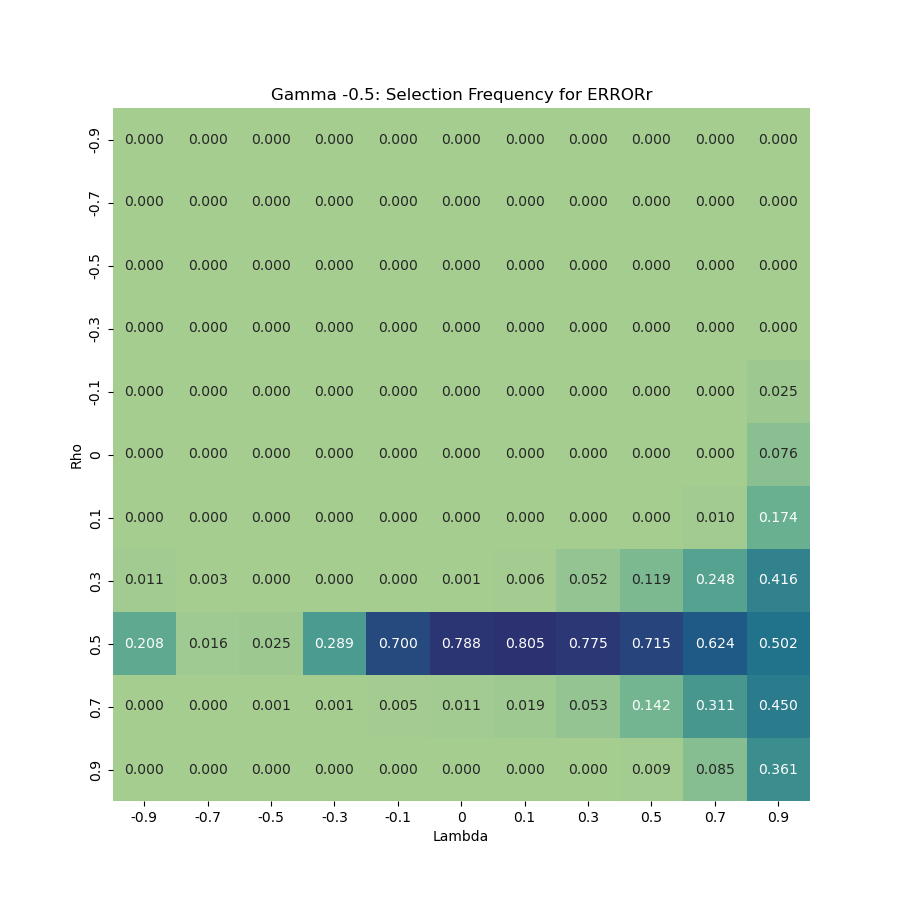 Gamma -0.5: Selection Frequency for ERRORr
-0.9 0.000 0.000 0.000 0.000 0.000 0.000 0.000 0.000 0.000 0.000 0.000
-0.7 0.000 0.000 0.000 0.000 0.000 0.000 0.000 0.000 0.000 0.000 0.000
-0.5 0.000 0.000 0.000 0.000 0.000 0.000 0.000 0.000 0.000 0.000 0.000
-0.3 0.000 0.000 0.000 0.000 0.000 0.000 0.000 0.000 0.000 0.000 0.000
-0.1 0.000 0.000 0.000 0.000 0.000 0.000 0.000 0.000 0.000 0.000 0.025
Rho
0 0.000 0.000 0.000 0.000 0.000 0.000 0.000 0.000 0.000 0.000 0.076
0.1 0.000 0.000 0.000 0.000 0.000 0.000 0.000 0.000 0.000 0.010 0.174
0.3 0.011 0.003 0.000 0.000 0.000 0.001 0.006 0.052 0.119 0.248 0.416
0.5 0.208 0.016 0.025 0.289 0.700 0.788 0.805 0.775 0.715 0.624 0.502
0.7 0.000 0.000 0.001 0.001 0.005 0.011 0.019 0.053 0.142 0.311 0.450
0.9 0.000 0.000 0.000 0.000 0.000 0.000 0.000 0.000 0.009 0.085 0.361
-0.9 -0.7 -0.5 -0.3 -0.1 0 0.1 0.3 0.5 0.7 0.9
Lambda